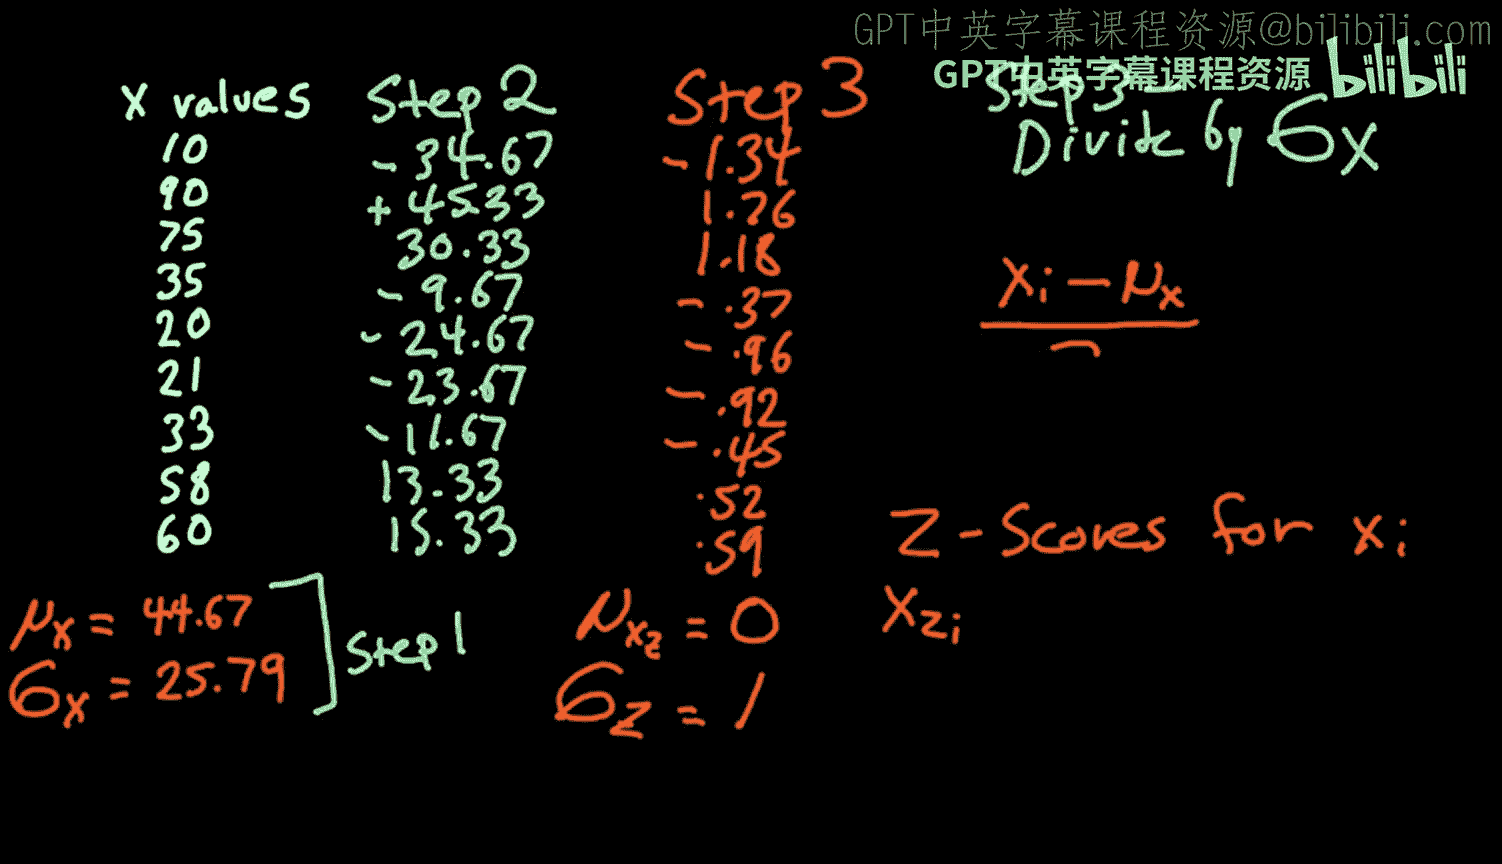 GPT中英字幕课程资源@bilibili.com
GPT中英字幕课程资源 bilibili
x values Step 2 Step 3 Step 3 -
Divide by σx
10 - 34.67 - 1.34
90 + 45.33 1.76
75 30.33 1.18
35 - 9.67 - .37
20 - 24.67 - .96
21 - 23.67 - .92
33 - 11.67 - .45
58 13.33 .52
60 15.33 .59
xi - μx
z - scores for xi
xzi
μx = 44.67
σx = 25.79
Step 1
μxz = 0
σz = 1